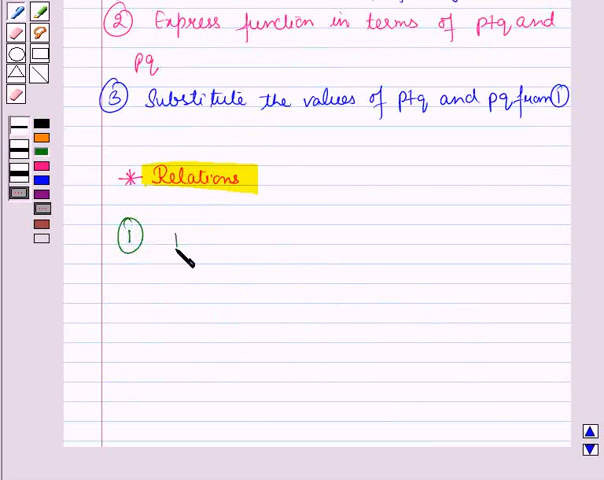 ② Express function in terms of p+q and
pq
③ Substitute the values of p+q and pq from ①
* Relations
①